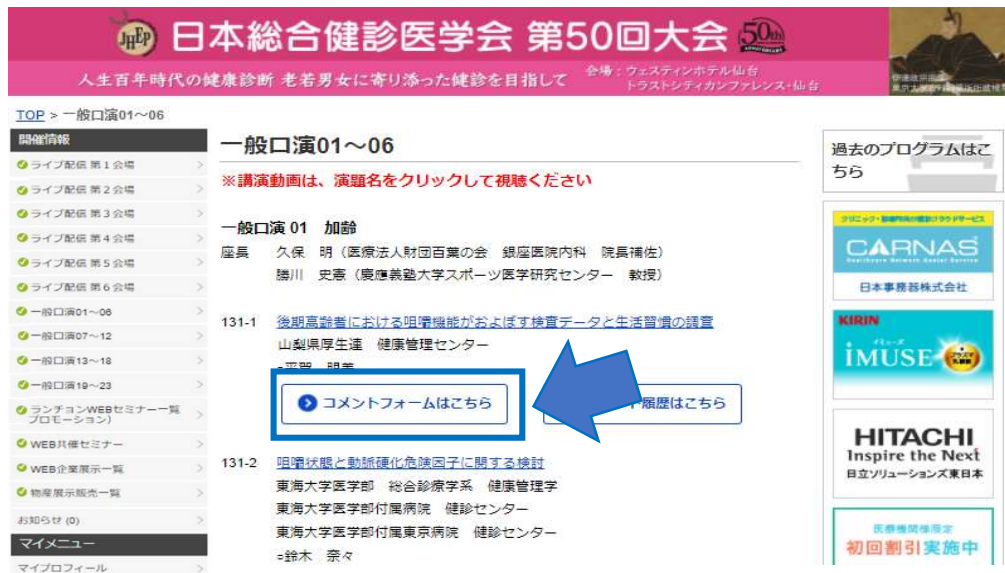 JHEP
日本総合健診医学会 第50回大会
50th
人生百年時代の健康診断 老若男女に寄り添った健診を目指して
会場：ウェスティンホテル仙台
トラストシティカンファレンス・仙台
TOP > 一般口演01～06
開催情報
ライブ配信 第1会場
ライブ配信 第2会場
ライブ配信 第3会場
ライブ配信 第4会場
ライブ配信 第5会場
ライブ配信 第6会場
一般口演01～06
一般口演07～12
一般口演13～18
一般口演19～23
ランチョンWEBセミナー一覧
プロモーション）
WEB共催セミナー
WEB企業展示一覧
物産展示販売一覧
お知らせ (0)
マイメニュー
マイプロフィール
一般口演01～06
※講演動画は、演題名をクリックして視聴ください
一般口演 01 加齢
座長 久保 明（医療法人財団百葉の会 銀座医院内科 院長補佐）
勝川 史憲（慶應義塾大学スポーツ医学研究センター 教授）
131-1 後期高齢者における咀嚼機能がおよぼす検査データと生活習慣の調査
山梨県厚生連 健康管理センター
コメントフォームはこちら
ト履歴はこちら
131-2 咀嚼状態と動脈硬化危険因子に関する検討
東海大学医学部 総合診療学系 健康管理学
東海大学医学部付属病院 健診センター
東海大学医学部付属東京病院 健診センター
○鈴木 奈々
過去のプログラムはこ
ちら
CARNAS
Healthcare Network Assist Service
日本事務器株式会社
KIRIN
iMUSE
プラズマ
乳酸菌
HITACHI
Inspire the Next
日立ソリューションズ東日本
医療機関様限定
初回割引実施中